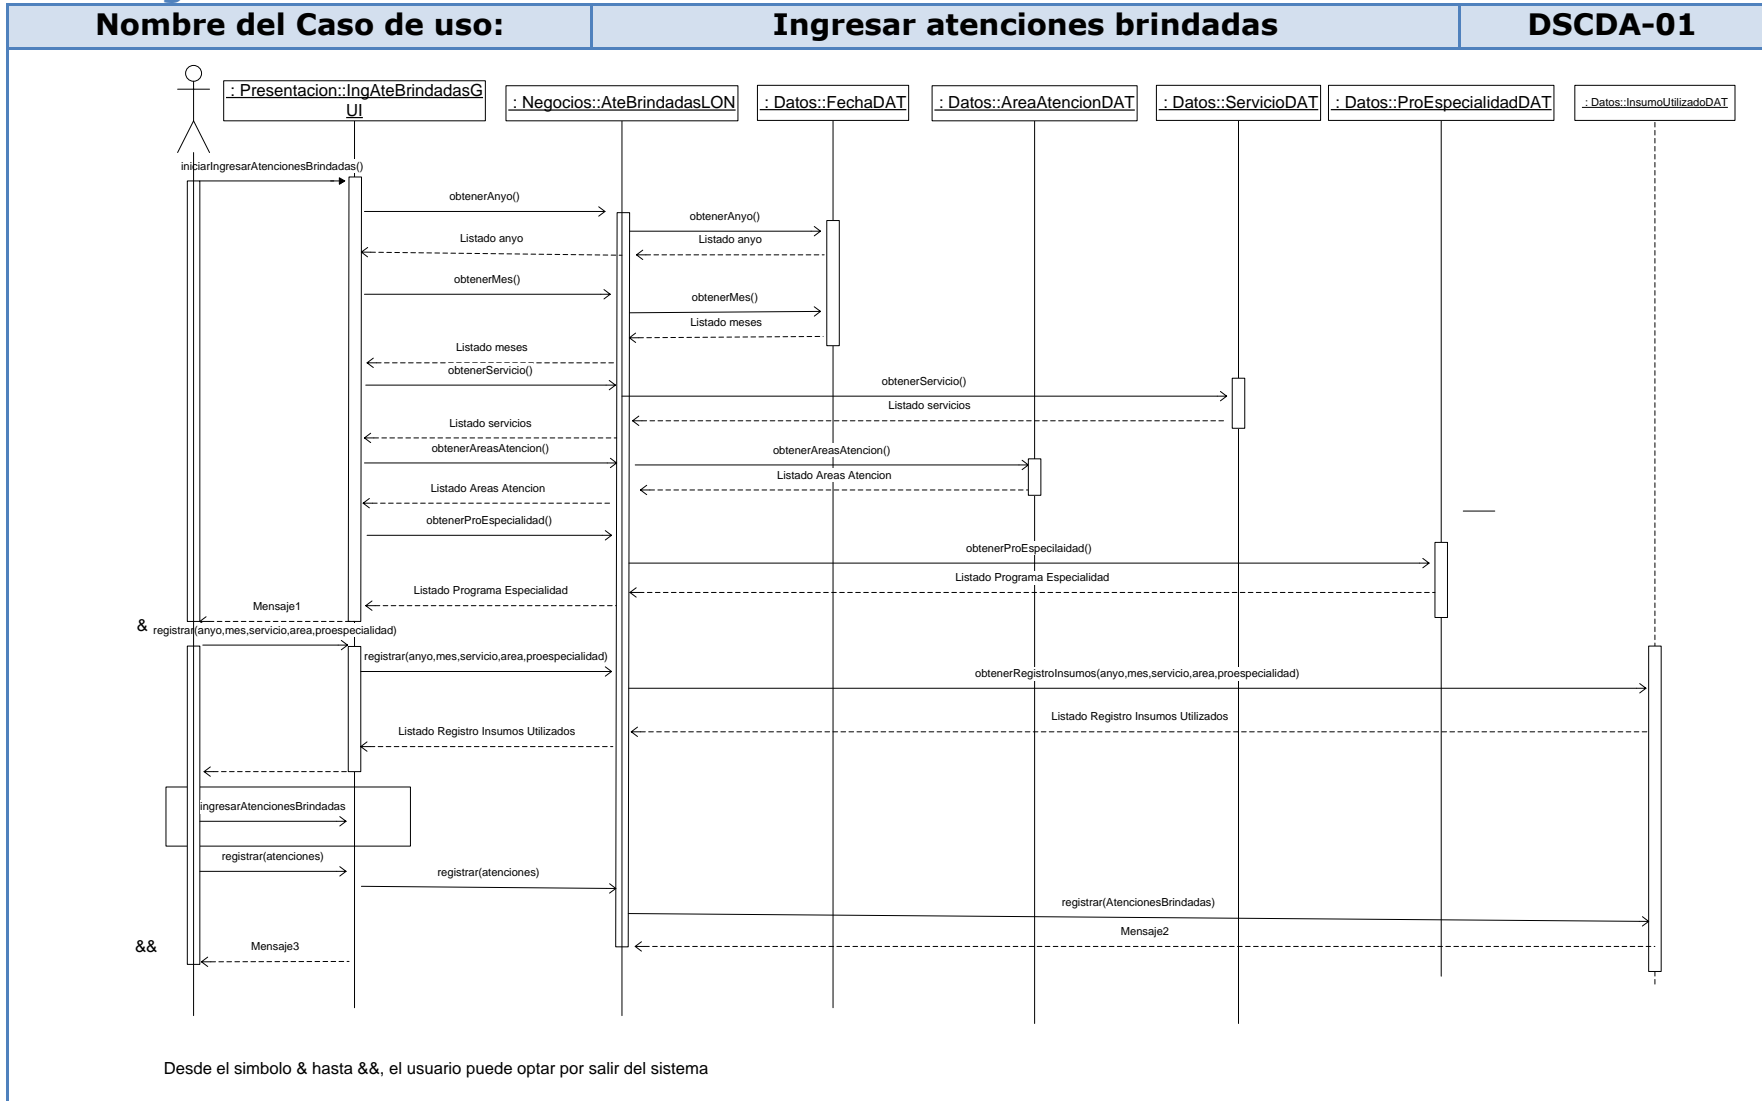 Nombre del Caso de uso:
Ingresar atenciones brindadas
DSCDA-01
: Presentacion::IngAteBrindadasG
UI
: Negocios::AteBrindadasLON
: Datos::FechaDAT
: Datos::AreaAtencionDAT
: Datos::ServicioDAT
: Datos::ProEspecialidadDAT
: Datos::InsumoUtilizadoDAT
iniciarIngresarAtencionesBrindadas()
obtenerAnyo()
obtenerAnyo()
Listado anyo
Listado anyo
obtenerMes()
obtenerMes()
Listado meses
Listado meses
obtenerServicio()
obtenerServicio()
Listado servicios
Listado servicios
obtenerAreasAtencion()
obtenerAreasAtencion()
Listado Areas Atencion
Listado Areas Atencion
obtenerProEspecialidad()
obtenerProEspecilaidad()
Listado Programa Especialidad
Listado Programa Especialidad
Mensaje1
& registrar(anyo,mes,servicio,area,proespecialidad)
registrar(anyo,mes,servicio,area,proespecialidad)
obtenerRegistroInsumos(anyo,mes,servicio,area,proespecialidad)
Listado Registro Insumos Utilizados
Listado Registro Insumos Utilizados
ingresarAtencionesBrindadas
registrar(atenciones)
registrar(atenciones)
registrar(AtencionesBrindadas)
Mensaje2
&&
Mensaje3
Desde el simbolo & hasta &&, el usuario puede optar por salir del sistema